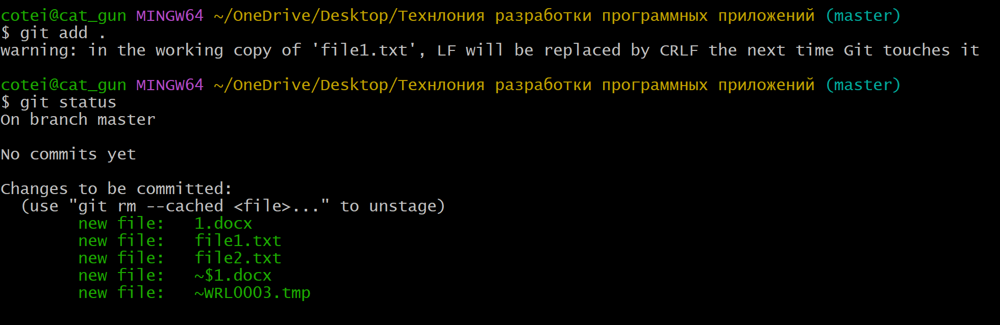 cotei@cat_gun MINGW64 ~/OneDrive/Desktop/Технлония разработки программных приложений (master)
$ git add .
warning: in the working copy of 'file1.txt', LF will be replaced by CRLF the next time Git touches it
cotei@cat_gun MINGW64 ~/OneDrive/Desktop/Технлония разработки программных приложений (master)
$ git status
On branch master
No commits yet
Changes to be committed:
(use "git rm --cached <file>..." to unstage)
new file:   1.docx
new file:   file1.txt
new file:   file2.txt
new file:   ~$1.docx
new file:   ~WRL0003.tmp